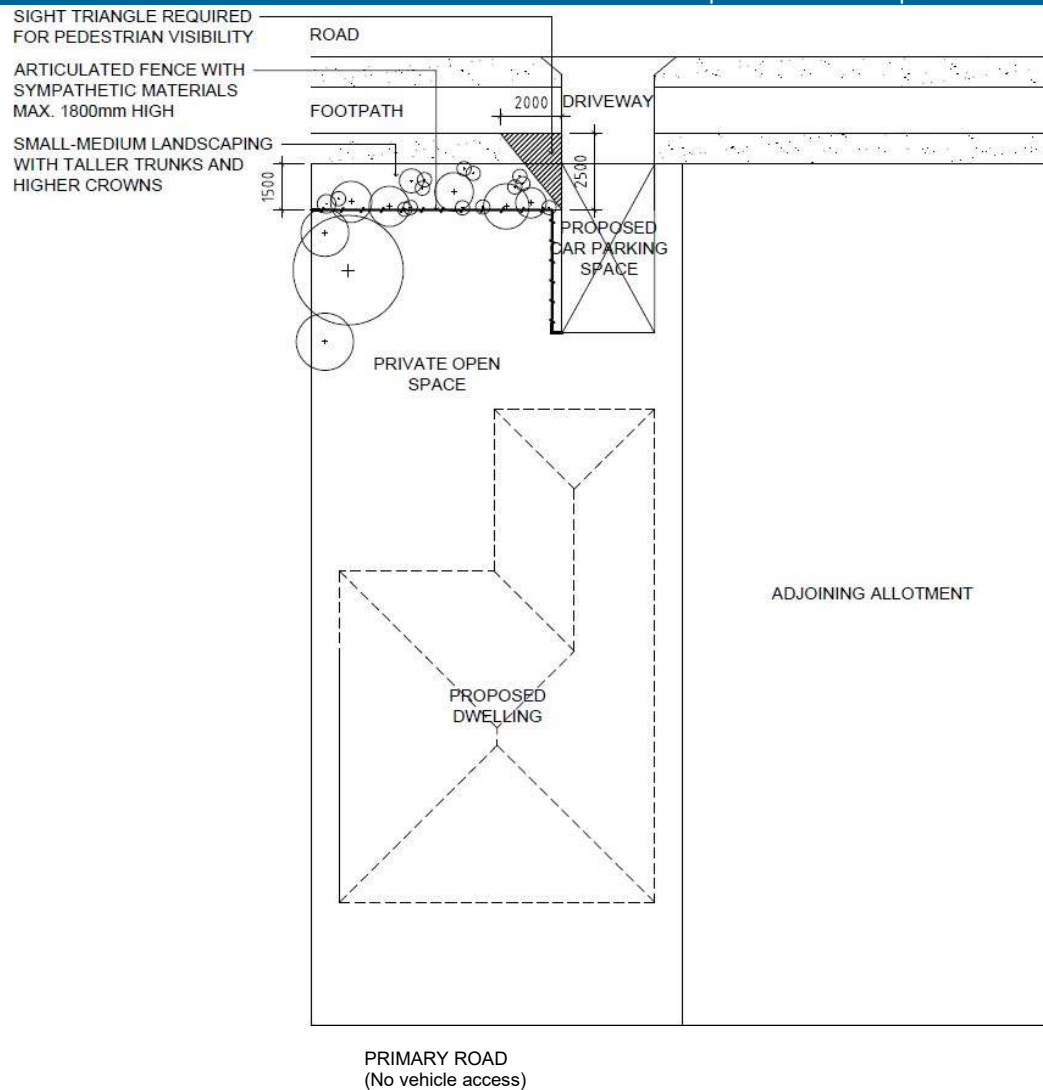 SIGHT TRIANGLE REQUIRED
FOR PEDESTRIAN VISIBILITY
ROAD
ARTICULATED FENCE WITH
SYMPATHETIC MATERIALS
MAX. 1800mm HIGH
FOOTPATH
2000
DRIVEWAY
SMALL-MEDIUM LANDSCAPING
WITH TALLER TRUNKS AND
HIGHER CROWNS
1500
2500
PROPOSED
CAR PARKING
SPACE
PRIVATE OPEN
SPACE
ADJOINING ALLOTMENT
PROPOSED
DWELLING
PRIMARY ROAD
(No vehicle access)